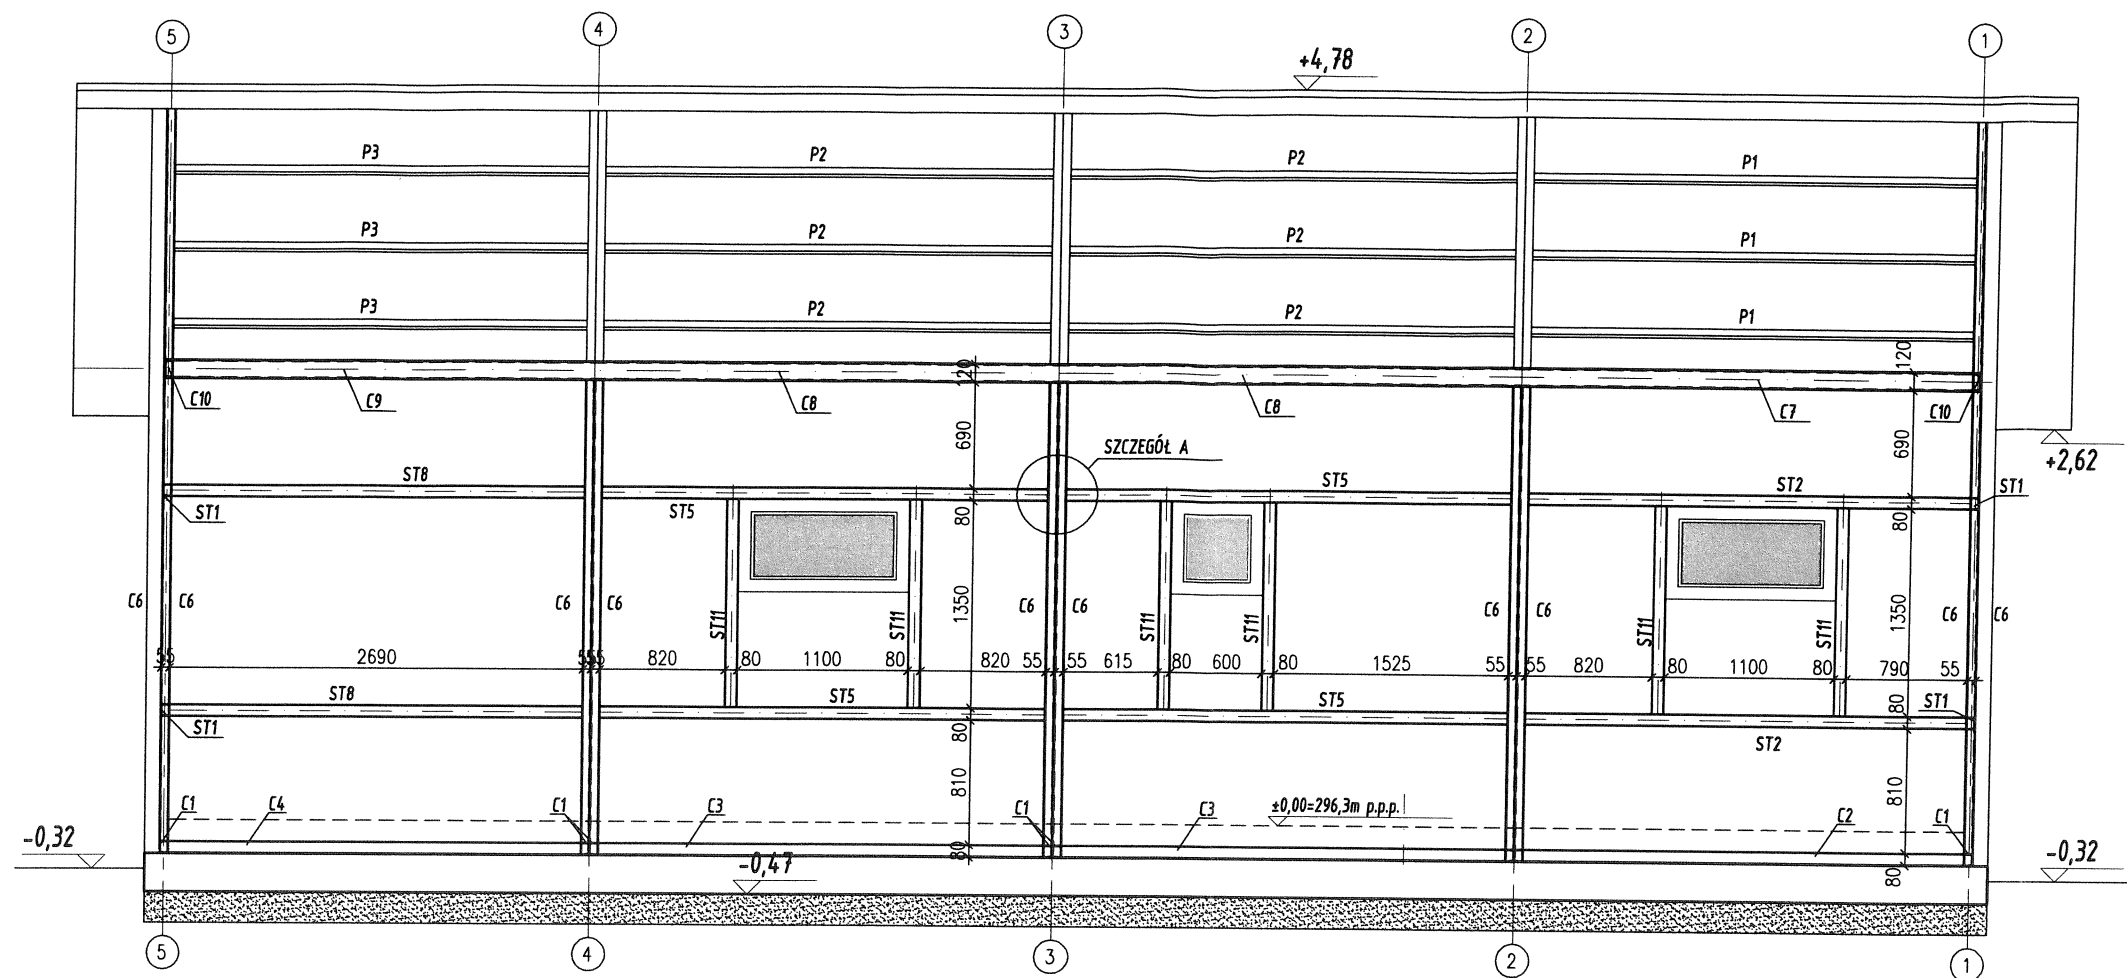 5 4 3 2 1
+4,78
P3 P2 P2 P1
P3 P2 P2 P1
P3 P2 P2 P1
120 120
C10 C9 C8 C8 C7 C10
690 690
SZCZEGÓŁ A
+2,62
ST8 ST5 ST2
ST1 ST5 ST1
80 80
C6 C6 C6 C6 C6 C6 C6 C6 C6 C6
1350 1350
ST11 ST11 ST11 ST11 ST11 ST11
55 2690 55 55 820 80 1100 80 820 55 55 615 80 600 80 1525 55 55 820 80 1100 80 790 55
ST8 ST5 ST5 80 ST1
ST1 80 ST2
810 810
C1 C4 C1 C3 C1 C3 ±0,00=296,3m p.p.p. C2 C1
-0,32 80 -0,32
-0,47 80
5 4 3 2 1